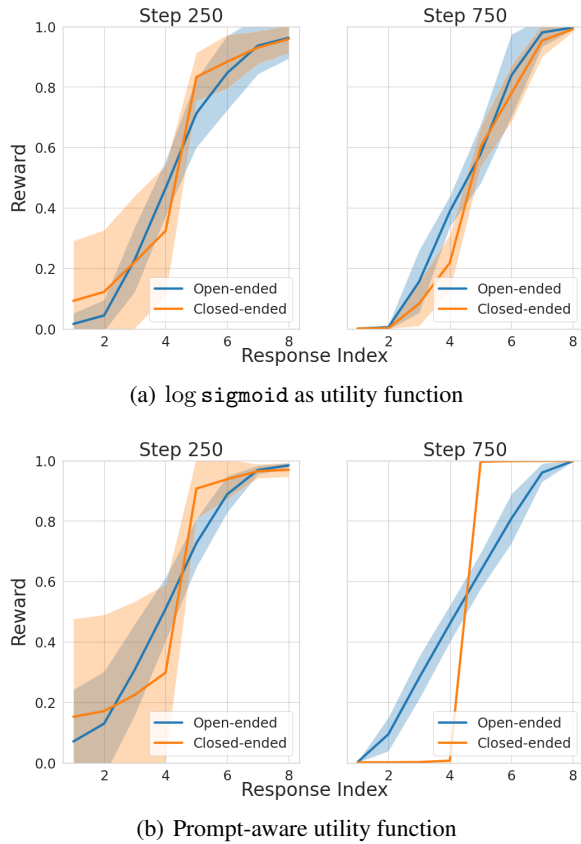 Step 250
Step 750
1.0
0.8
0.6
0.4
0.2
0.0
Reward
Open-ended
Closed-ended
Open-ended
Closed-ended
2 4 6 8
2 4 6 8
Response Index
(a) log sigmoid as utility function
Step 250
Step 750
1.0
0.8
0.6
0.4
0.2
0.0
Reward
Open-ended
Closed-ended
Open-ended
Closed-ended
2 4 6 8
2 4 6 8
Response Index
(b) Prompt-aware utility function